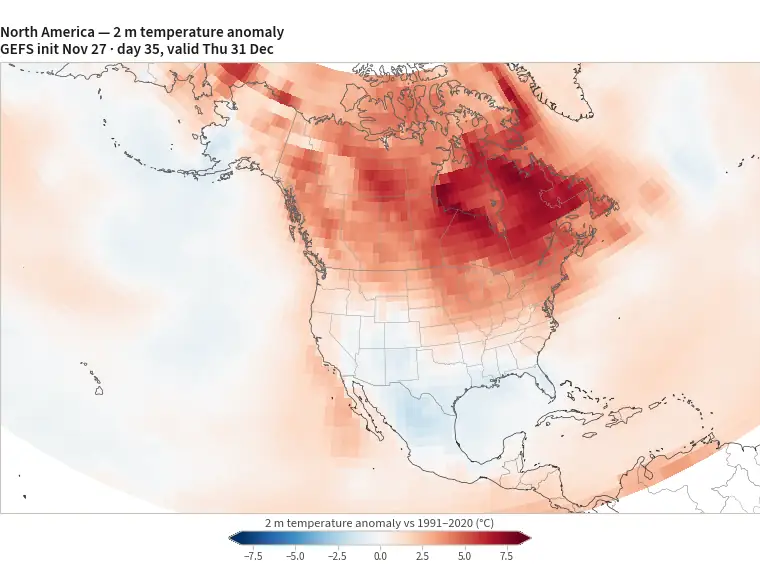 North America — 2 m temperature anomaly
GEFS init Nov 27 · day 35, valid Thu 31 Dec
2 m temperature anomaly vs 1991–2020 (°C)
−7.5 −5.0 −2.5 0.0 2.5 5.0 7.5